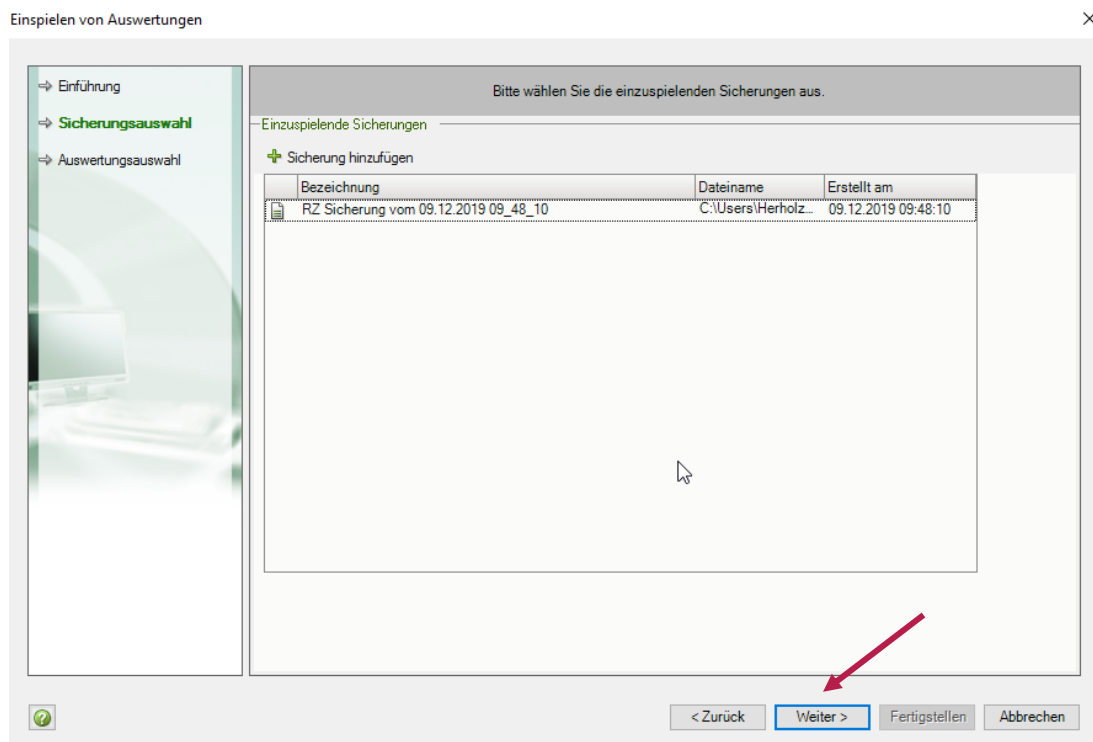 Einspielen von Auswertungen
Einführung
Sicherungsauswahl
Auswertungsauswahl
Bitte wählen Sie die einzuspielenden Sicherungen aus.
Einzuspielende Sicherungen
Sicherung hinzufügen
Bezeichnung Dateiname Erstellt am
RZ Sicherung vom 09.12.2019 09_48_10 C:\Users\Herholz... 09.12.2019 09:48:10
< Zurück Weiter > Fertigstellen Abbrechen